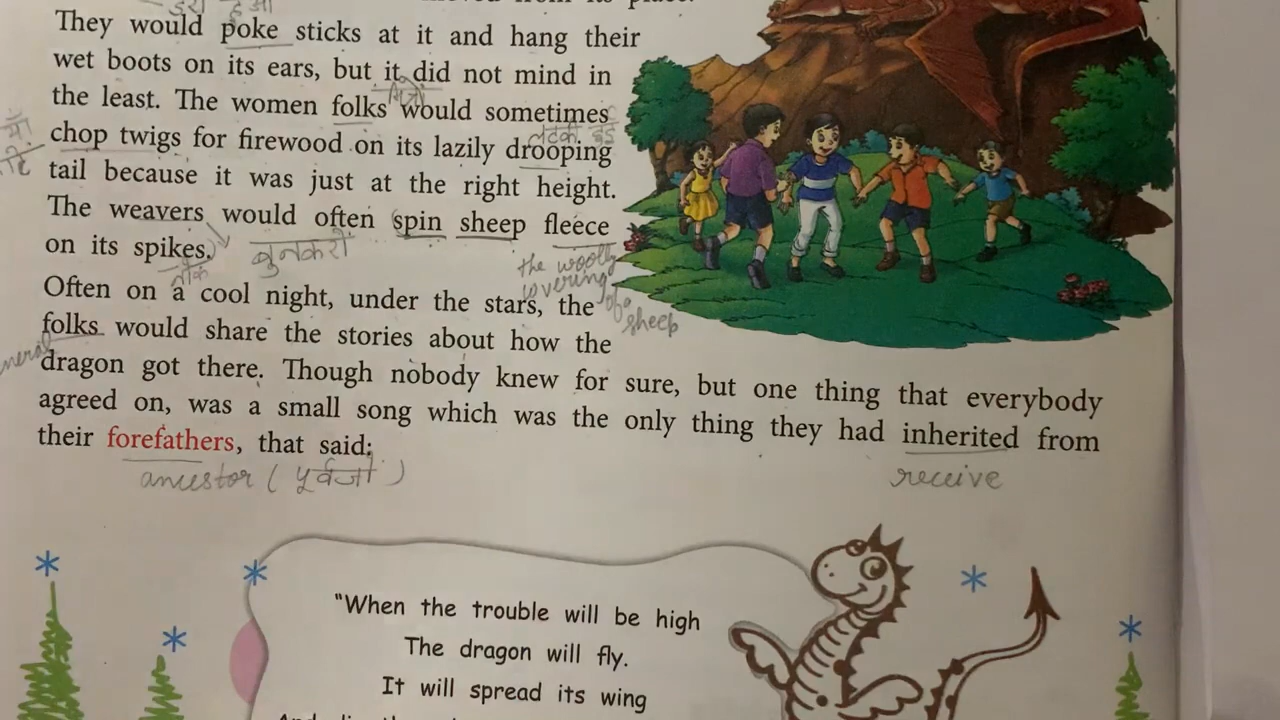 They would poke sticks at it and hang their
wet boots on its ears, but it did not mind in
the least. The women folks would sometimes
chop twigs for firewood on its lazily drooping
tail because it was just at the right height.
The weavers would often spin sheep fleece
on its spikes.
बुनकरो
नोक
the wooly
covering
of a
sheep
Often on a cool night, under the stars, the
folks would share the stories about how the
dragon got there. Though nobody knew for sure, but one thing that everybody
agreed on, was a small song which was the only thing they had inherited from
their forefathers, that said:
ancestor ( पूर्वजो )
receive
"When the trouble will be high
The dragon will fly.
It will spread its wing